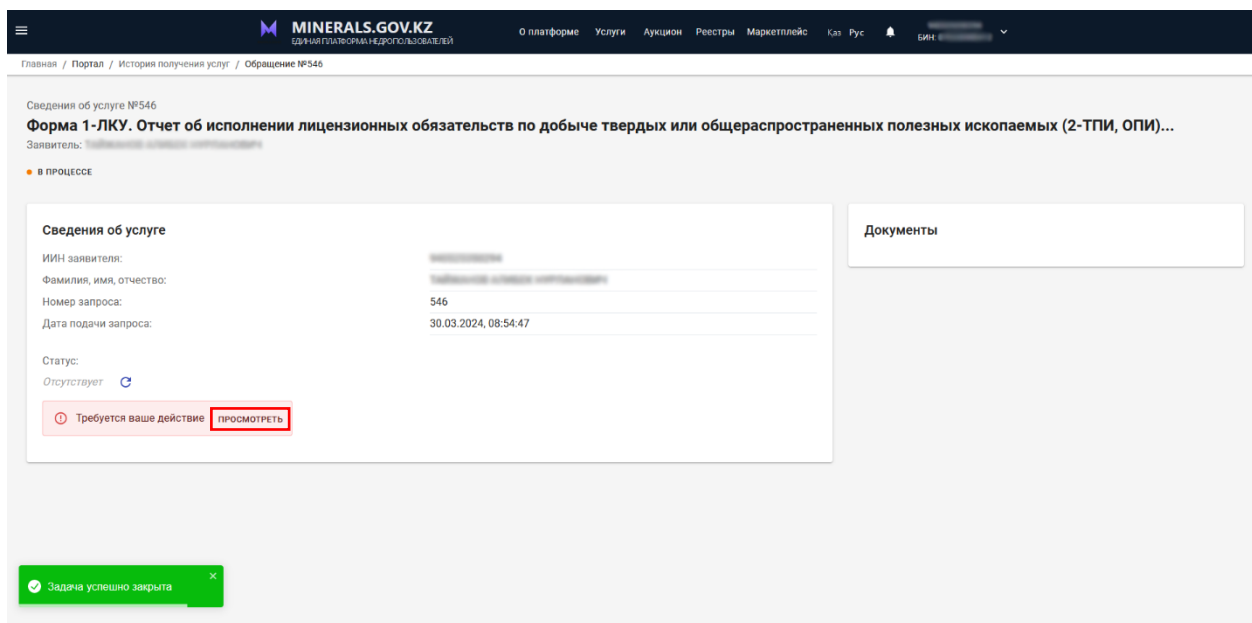 MINERALS.GOV.KZ
ЕДИНАЯ ПЛАТФОРМА НЕДРОПОЛЬЗОВАТЕЛЕЙ
О платформе Услуги Аукцион Реестры Маркетплейс Қаз Рус
БИН:
Главная / Портал / История получения услуг / Обращение №546
Сведения об услуге №546
Форма 1-ЛКУ. Отчет об исполнении лицензионных обязательств по добыче твердых или общераспространенных полезных ископаемых (2-ТПИ, ОПИ)...
Заявитель:
В ПРОЦЕССЕ
Сведения об услуге
ИИН заявителя:
Фамилия, имя, отчество:
Номер запроса: 546
Дата подачи запроса: 30.03.2024, 08:54:47
Статус:
Отсутствует
Требуется ваше действие ПРОСМОТРЕТЬ
Документы
Задача успешно закрыта